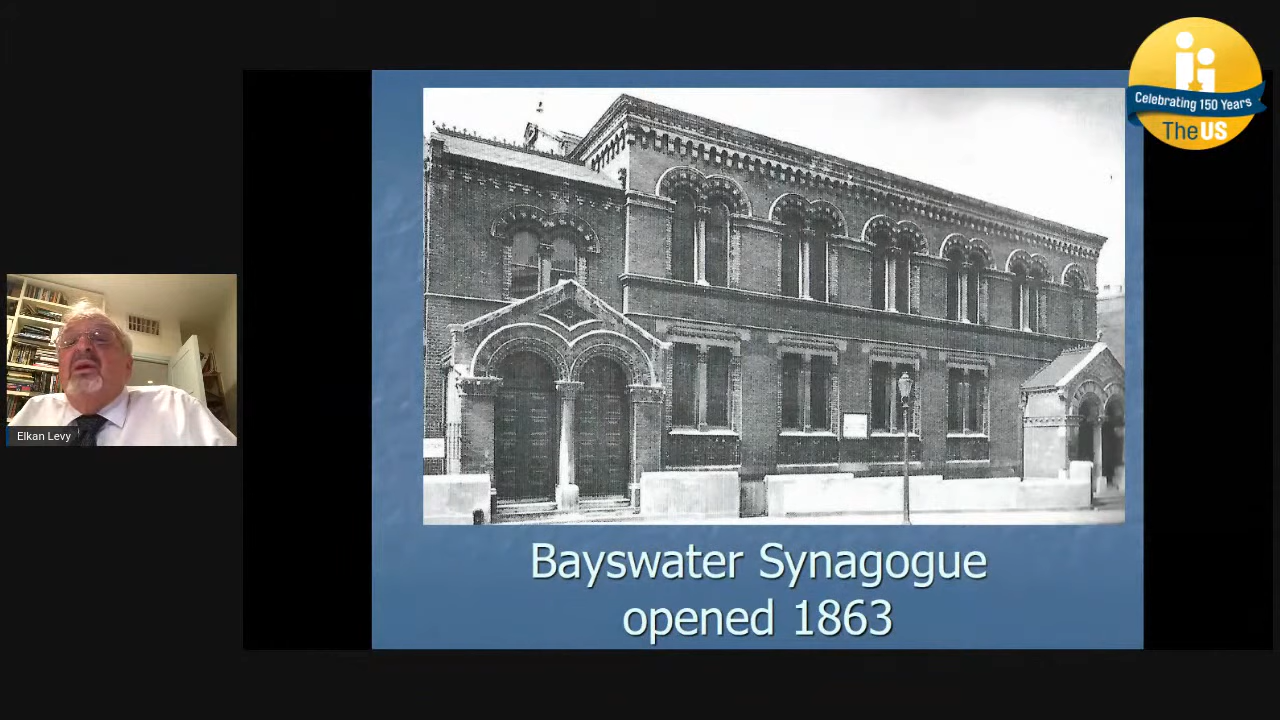 Celebrating 150 Years
The US
Elkan Levy
Bayswater Synagogue
opened 1863